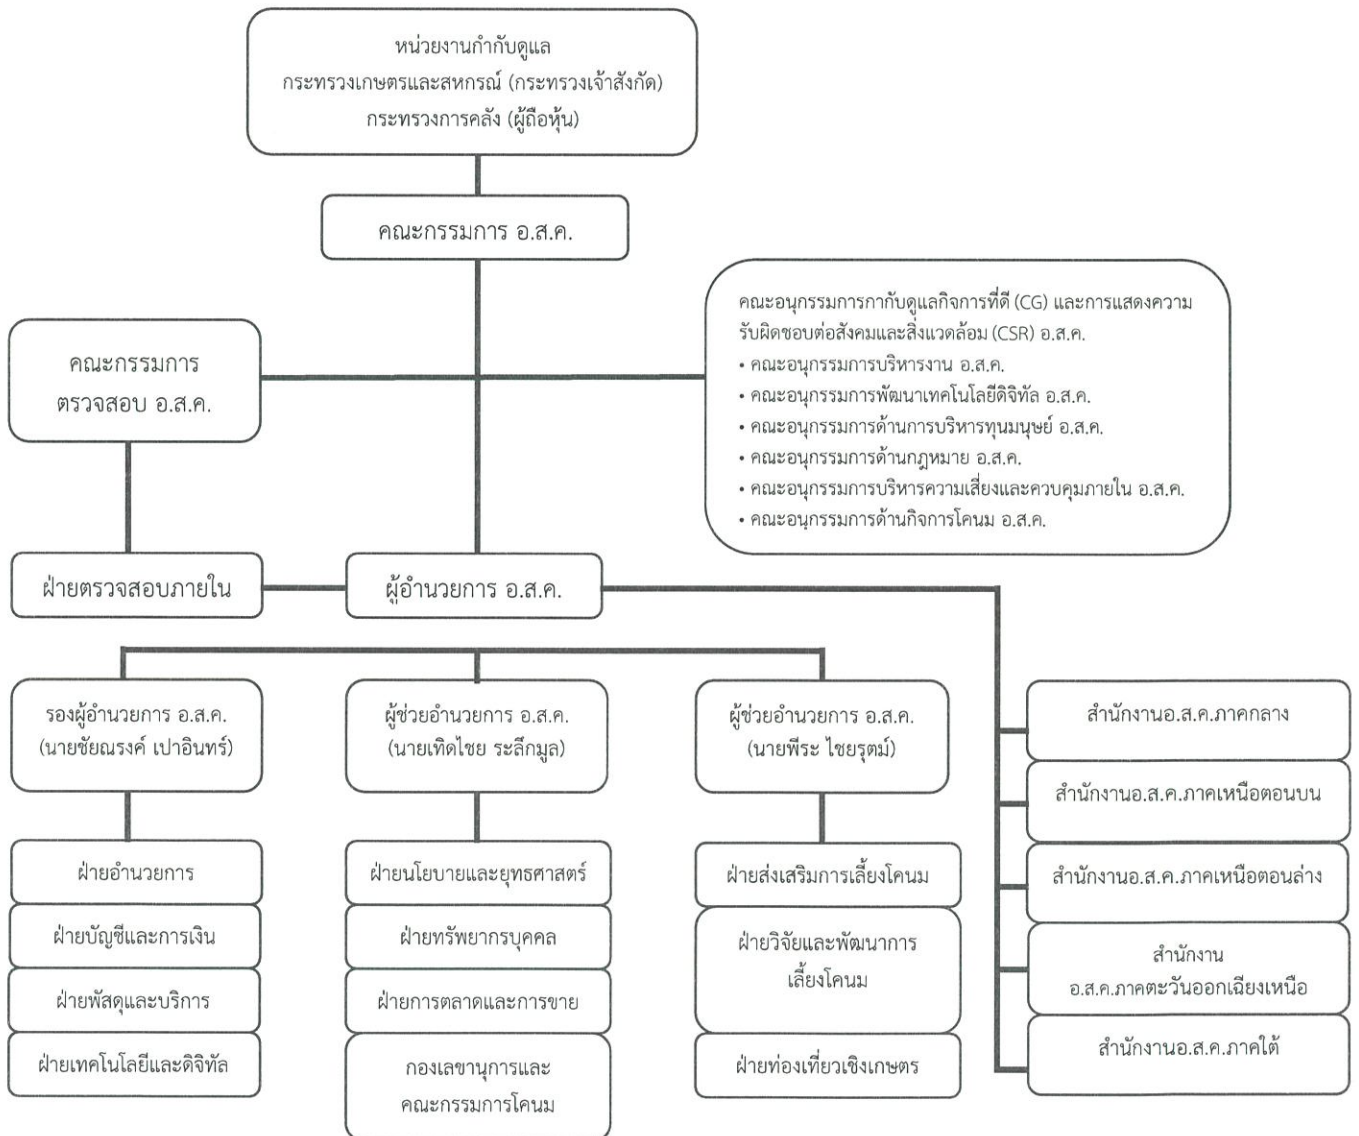 หน่วยงานกำกับดูแล
กระทรวงเกษตรและสหกรณ์ (กระทรวงเจ้าสังกัด)
กระทรวงการคลัง (ผู้ถือหุ้น)
คณะกรรมการ อ.ส.ค.
คณะกรรมการ
ตรวจสอบ อ.ส.ค.
คณะอนุกรรมการกากับดูแลกิจการที่ดี (CG) และการแสดงความ
รับผิดชอบต่อสังคมและสิ่งแวดล้อม (CSR) อ.ส.ค.
• คณะอนุกรรมการบริหารงาน อ.ส.ค.
• คณะอนุกรรมการพัฒนาเทคโนโลยีดิจิทัล อ.ส.ค.
• คณะอนุกรรมการด้านการบริหารทุนมนุษย์ อ.ส.ค.
• คณะอนุกรรมการด้านกฎหมาย อ.ส.ค.
• คณะอนุกรรมการบริหารความเสี่ยงและควบคุมภายใน อ.ส.ค.
• คณะอนุกรรมการด้านกิจการโคนม อ.ส.ค.
ฝ่ายตรวจสอบภายใน
ผู้อำนวยการ อ.ส.ค.
รองผู้อำนวยการ อ.ส.ค.
(นายชัยณรงค์ เปาอินทร์)
ผู้ช่วยอำนวยการ อ.ส.ค.
(นายเทิดไชย ระลึกมูล)
ผู้ช่วยอำนวยการ อ.ส.ค.
(นายพีระ ไชยรุตม์)
ฝ่ายอำนวยการ
ฝ่ายบัญชีและการเงิน
ฝ่ายพัสดุและบริการ
ฝ่ายเทคโนโลยีและดิจิทัล
ฝ่ายนโยบายและยุทธศาสตร์
ฝ่ายทรัพยากรบุคคล
ฝ่ายการตลาดและการขาย
กองเลขานุการและ
คณะกรรมการโคนม
ฝ่ายส่งเสริมการเลี้ยงโคนม
ฝ่ายวิจัยและพัฒนาการ
เลี้ยงโคนม
ฝ่ายท่องเที่ยวเชิงเกษตร
สำนักงานอ.ส.ค.ภาคกลาง
สำนักงานอ.ส.ค.ภาคเหนือตอนบน
สำนักงานอ.ส.ค.ภาคเหนือตอนล่าง
สำนักงาน
อ.ส.ค.ภาคตะวันออกเฉียงเหนือ
สำนักงานอ.ส.ค.ภาคใต้